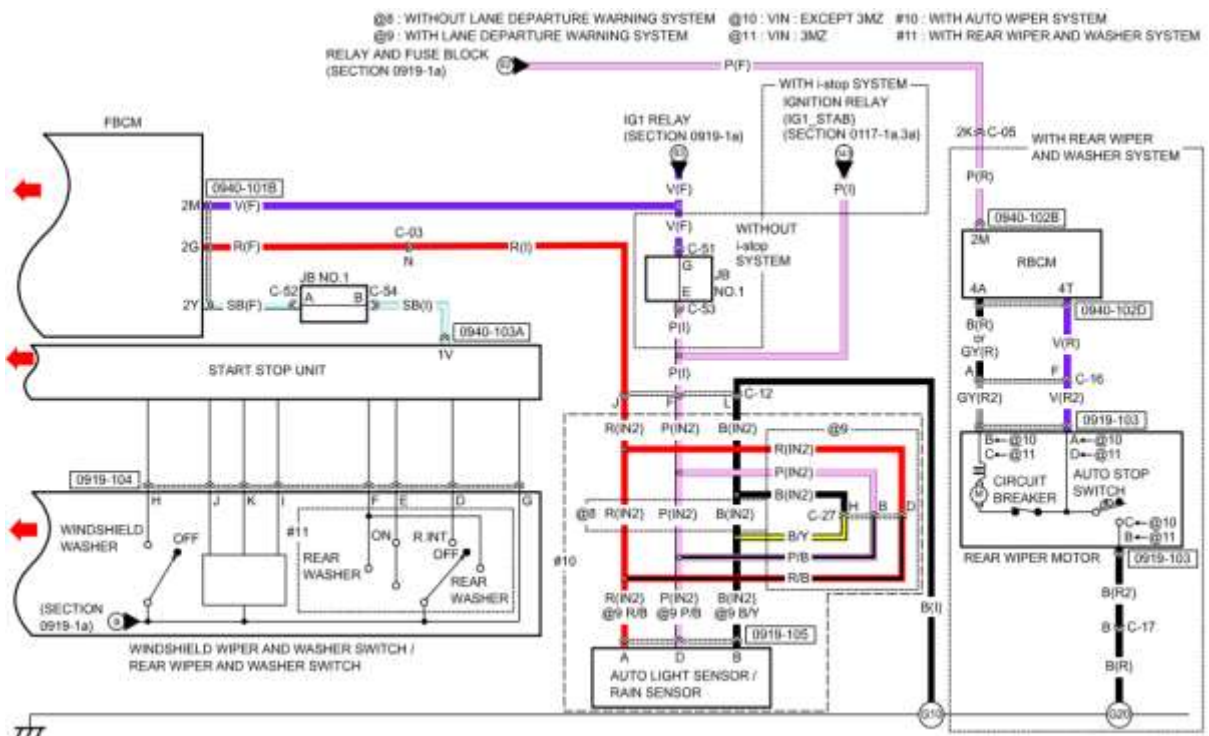 @8 : WITHOUT LANE DEPARTURE WARNING SYSTEM @10 : VIN : EXCEPT 3MZ #10 : WITH AUTO WIPER SYSTEM
@9 : WITH LANE DEPARTURE WARNING SYSTEM @11 : VIN : 3MZ #11 : WITH REAR WIPER AND WASHER SYSTEM
RELAY AND FUSE BLOCK
(SECTION 0919-1a)
P(F)
WITH i-stop SYSTEM
IGNITION RELAY
(IG1_STAB)
(SECTION 0117-1a,3a)
IG1 RELAY
(SECTION 0919-1a)
FBCM
2K C-05
WITH REAR WIPER
AND WASHER SYSTEM
P(R)
P(I)
V(F)
0940-101B
2M V(F)
0940-102B
2M
V(F)
WITHOUT
i-stop
SYSTEM
C-03
2G R(F) R(I)
N
C-51
G
JB
NO.1
E
C-53
RBCM
4A 4T
JB NO.1
C-52 A B C-54
2Y SB(F) SB(I)
0940-102D
B(R)
or
GY(R)
V(R)
P(I)
0940-103A
1V
START STOP UNIT
P(I)
A F C-16
GY(R2) V(R2)
J F L C-12
0919-103
R(IN2) P(IN2) B(IN2)
@9
B @10 A @10
C @11 D @11
R(IN2)
P(IN2)
B(IN2)
H B D
C-27
CIRCUIT
BREAKER
M
AUTO STOP
SWITCH
0919-104
H J K I F E D G
@8 R(IN2) P(IN2) B(IN2)
B/Y
C @10
B @11
WINDSHIELD
WASHER
OFF
#11
ON R.INT
OFF
REAR
WASHER
REAR
WASHER
#10
P/B
R/B
REAR WIPER MOTOR
0919-103
R(IN2) P(IN2) B(IN2)
@9 R/B @9 P/B @9 B/Y
B(I)
B(R2)
(SECTION
0919-1a)
0919-105
B C-17
A D B
WINDSHIELD WIPER AND WASHER SWITCH /
REAR WIPER AND WASHER SWITCH
AUTO LIGHT SENSOR /
RAIN SENSOR
B(R)
G10
G20